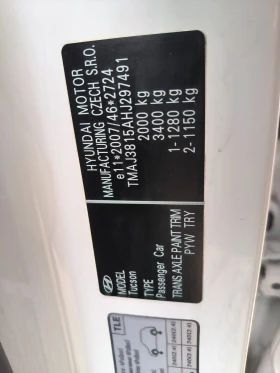 HYUNDAI MOTOR
MANUFACTURING CZECH S.R.O.
e11*2007/46*2724
TMAJ3815AHJ297491
2000 kg
3400 kg
1-1280 kg
2-1150 kg
MODEL
Tucson
TYPE
Passenger Car
TRANS AXLE PAINT TRIM
PYW TRY
TLE